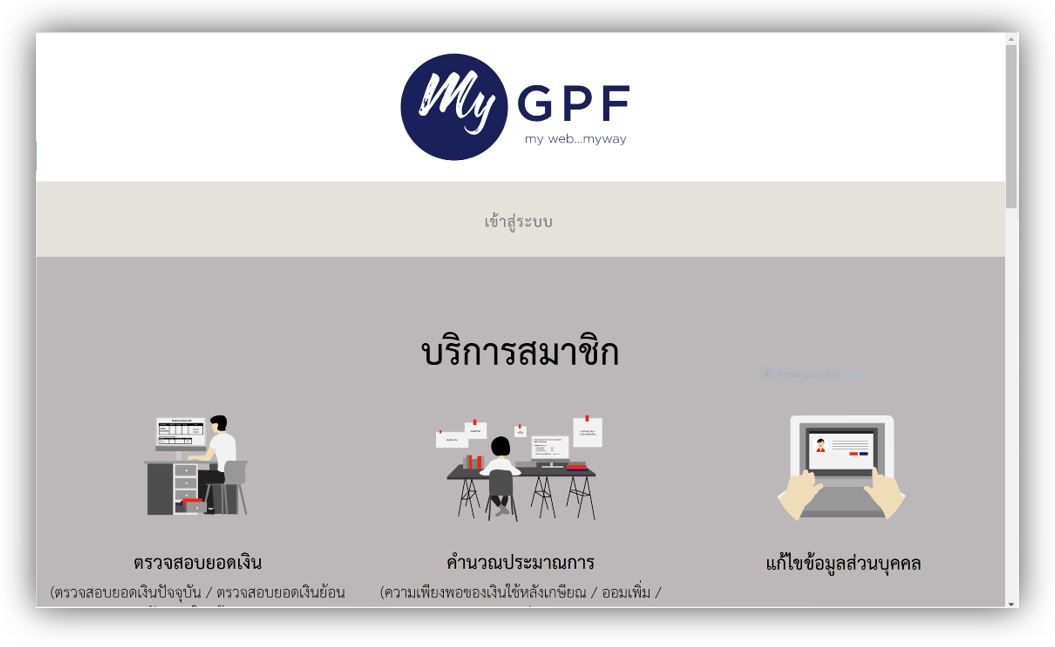 My GPF
my web...myway
เข้าสู่ระบบ
บริการสมาชิก
Rectangular Snip
ตรวจสอบยอดเงิน
คำนวณประมาณการ
แก้ไขข้อมูลส่วนบุคคล
(ตรวจสอบยอดเงินปัจจุบัน / ตรวจสอบยอดเงินย้อน
(ความเพียงพอของเงินใช้หลังเกษียณ / ออมเพิ่ม /